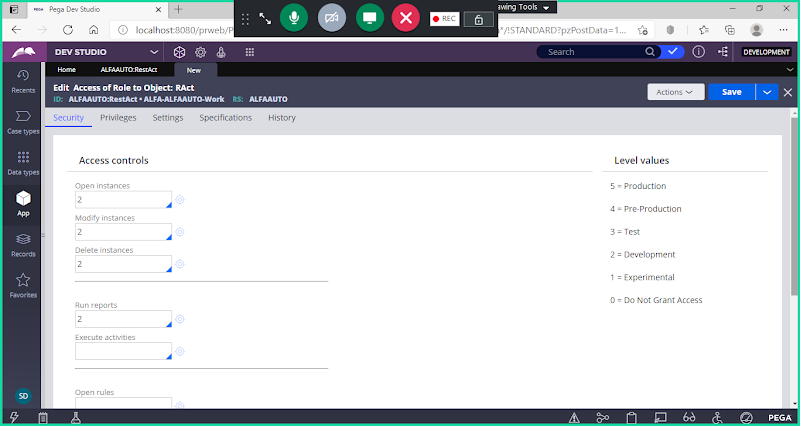 PEGA Pega Dev Studio
REC
awing Tools
localhost:8080/prweb/P
"/!STANDARD?pzPostData=1...
DEV STUDIO
Search
DEVELOPMENT
Home
ALFAAUTO:RestAct
New
Edit Access of Role to Object: RAct
ID: ALFAAUTO:RestAct • ALFA-ALFAAUTO-Work RS: ALFAAUTO
Actions
Save
Recents
Case types
Data types
App
Records
Favorites
SD
Security
Privileges
Settings
Specifications
History
Access controls
Open instances
2
Modify instances
2
Delete instances
2
Run reports
2
Execute activities
Open rules
Level values
5 = Production
4 = Pre-Production
3 = Test
2 = Development
1 = Experimental
0 = Do Not Grant Access
PEGA